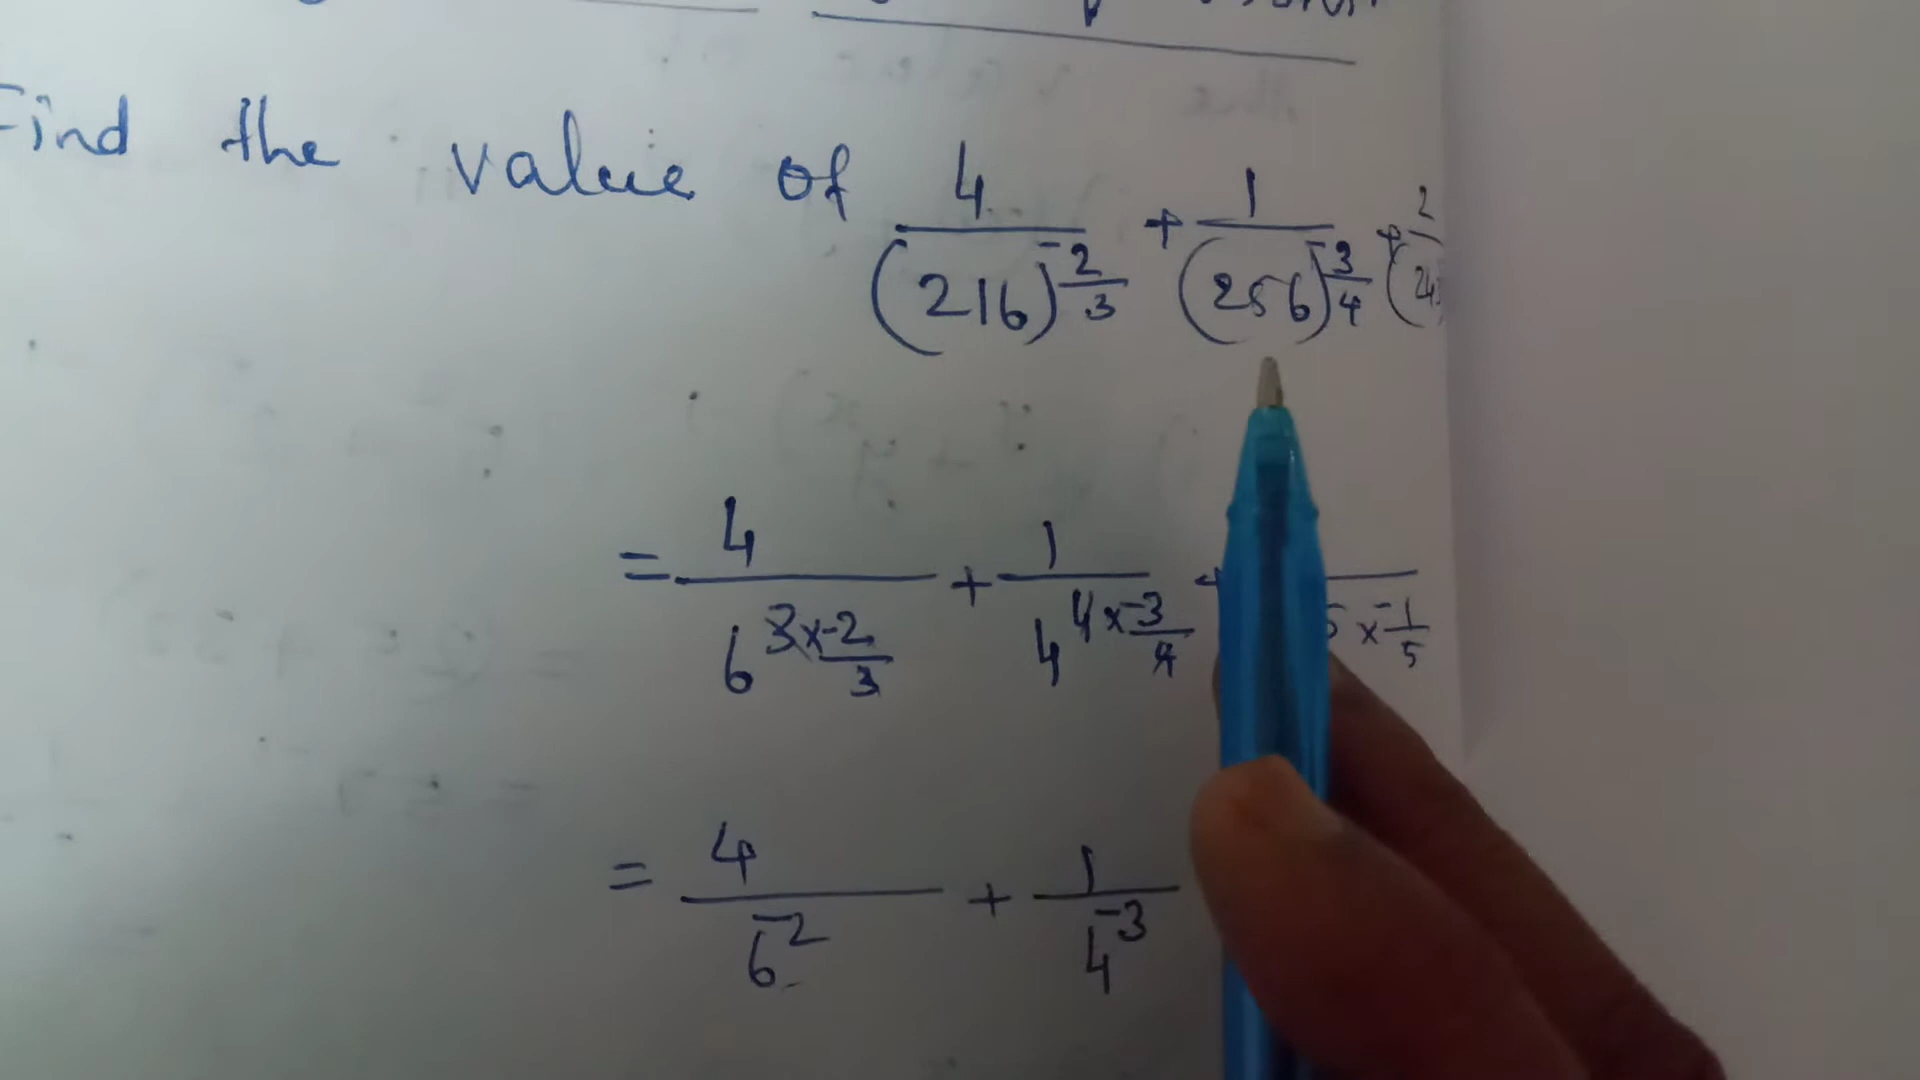 Find the value of 4/(216)^-2/3 + 1/(256)^-3/4 + 2/(24
= 4/6^3×-2/3 + 1/4^4×-3/4 + 5×-1/5
= 4/6^-2 + 1/4^-3